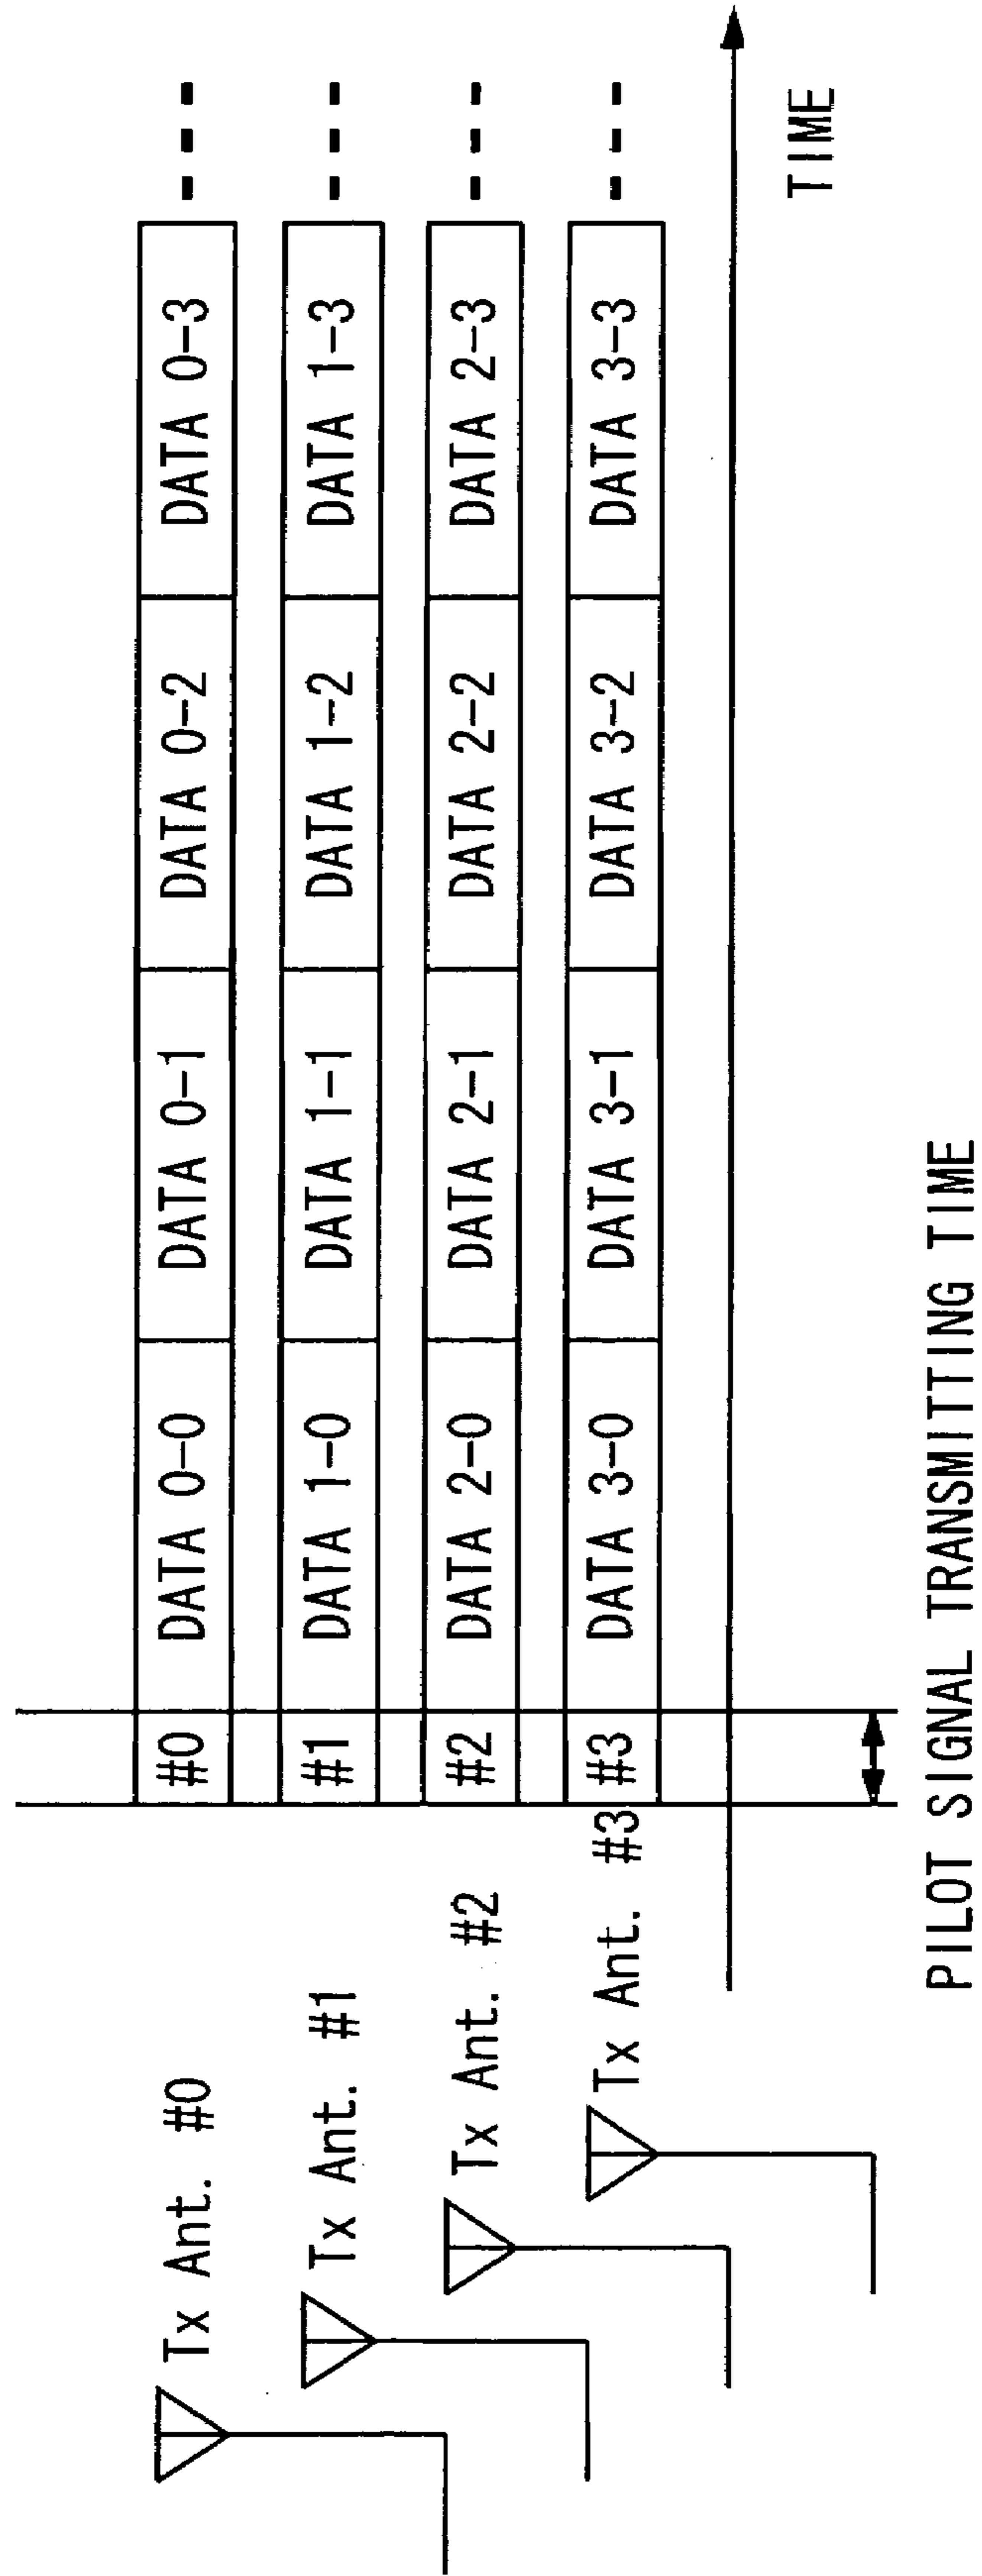 Tx Ant. #0
#0 DATA 0-0 DATA 0-1 DATA 0-2 DATA 0-3
Tx Ant. #1
#1 DATA 1-0 DATA 1-1 DATA 1-2 DATA 1-3
Tx Ant. #2
#2 DATA 2-0 DATA 2-1 DATA 2-2 DATA 2-3
Tx Ant. #3
#3 DATA 3-0 DATA 3-1 DATA 3-2 DATA 3-3
TIME
PILOT SIGNAL TRANSMITTING TIME